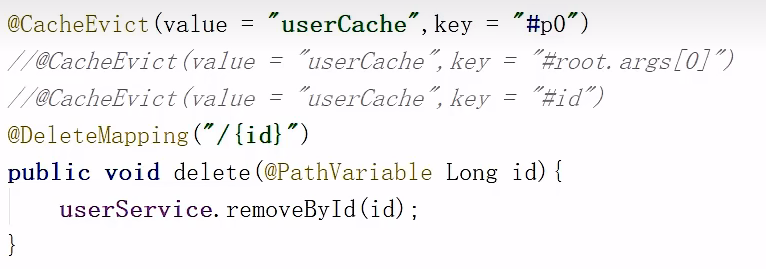 @CacheEvict(value = "userCache",key = "#p0")
//@CacheEvict(value = "userCache",key = "#root.args[0]")
//@CacheEvict(value = "userCache",key = "#id")
@DeleteMapping("/{id}")
public void delete(@PathVariable Long id){
    userService.removeById(id);
}